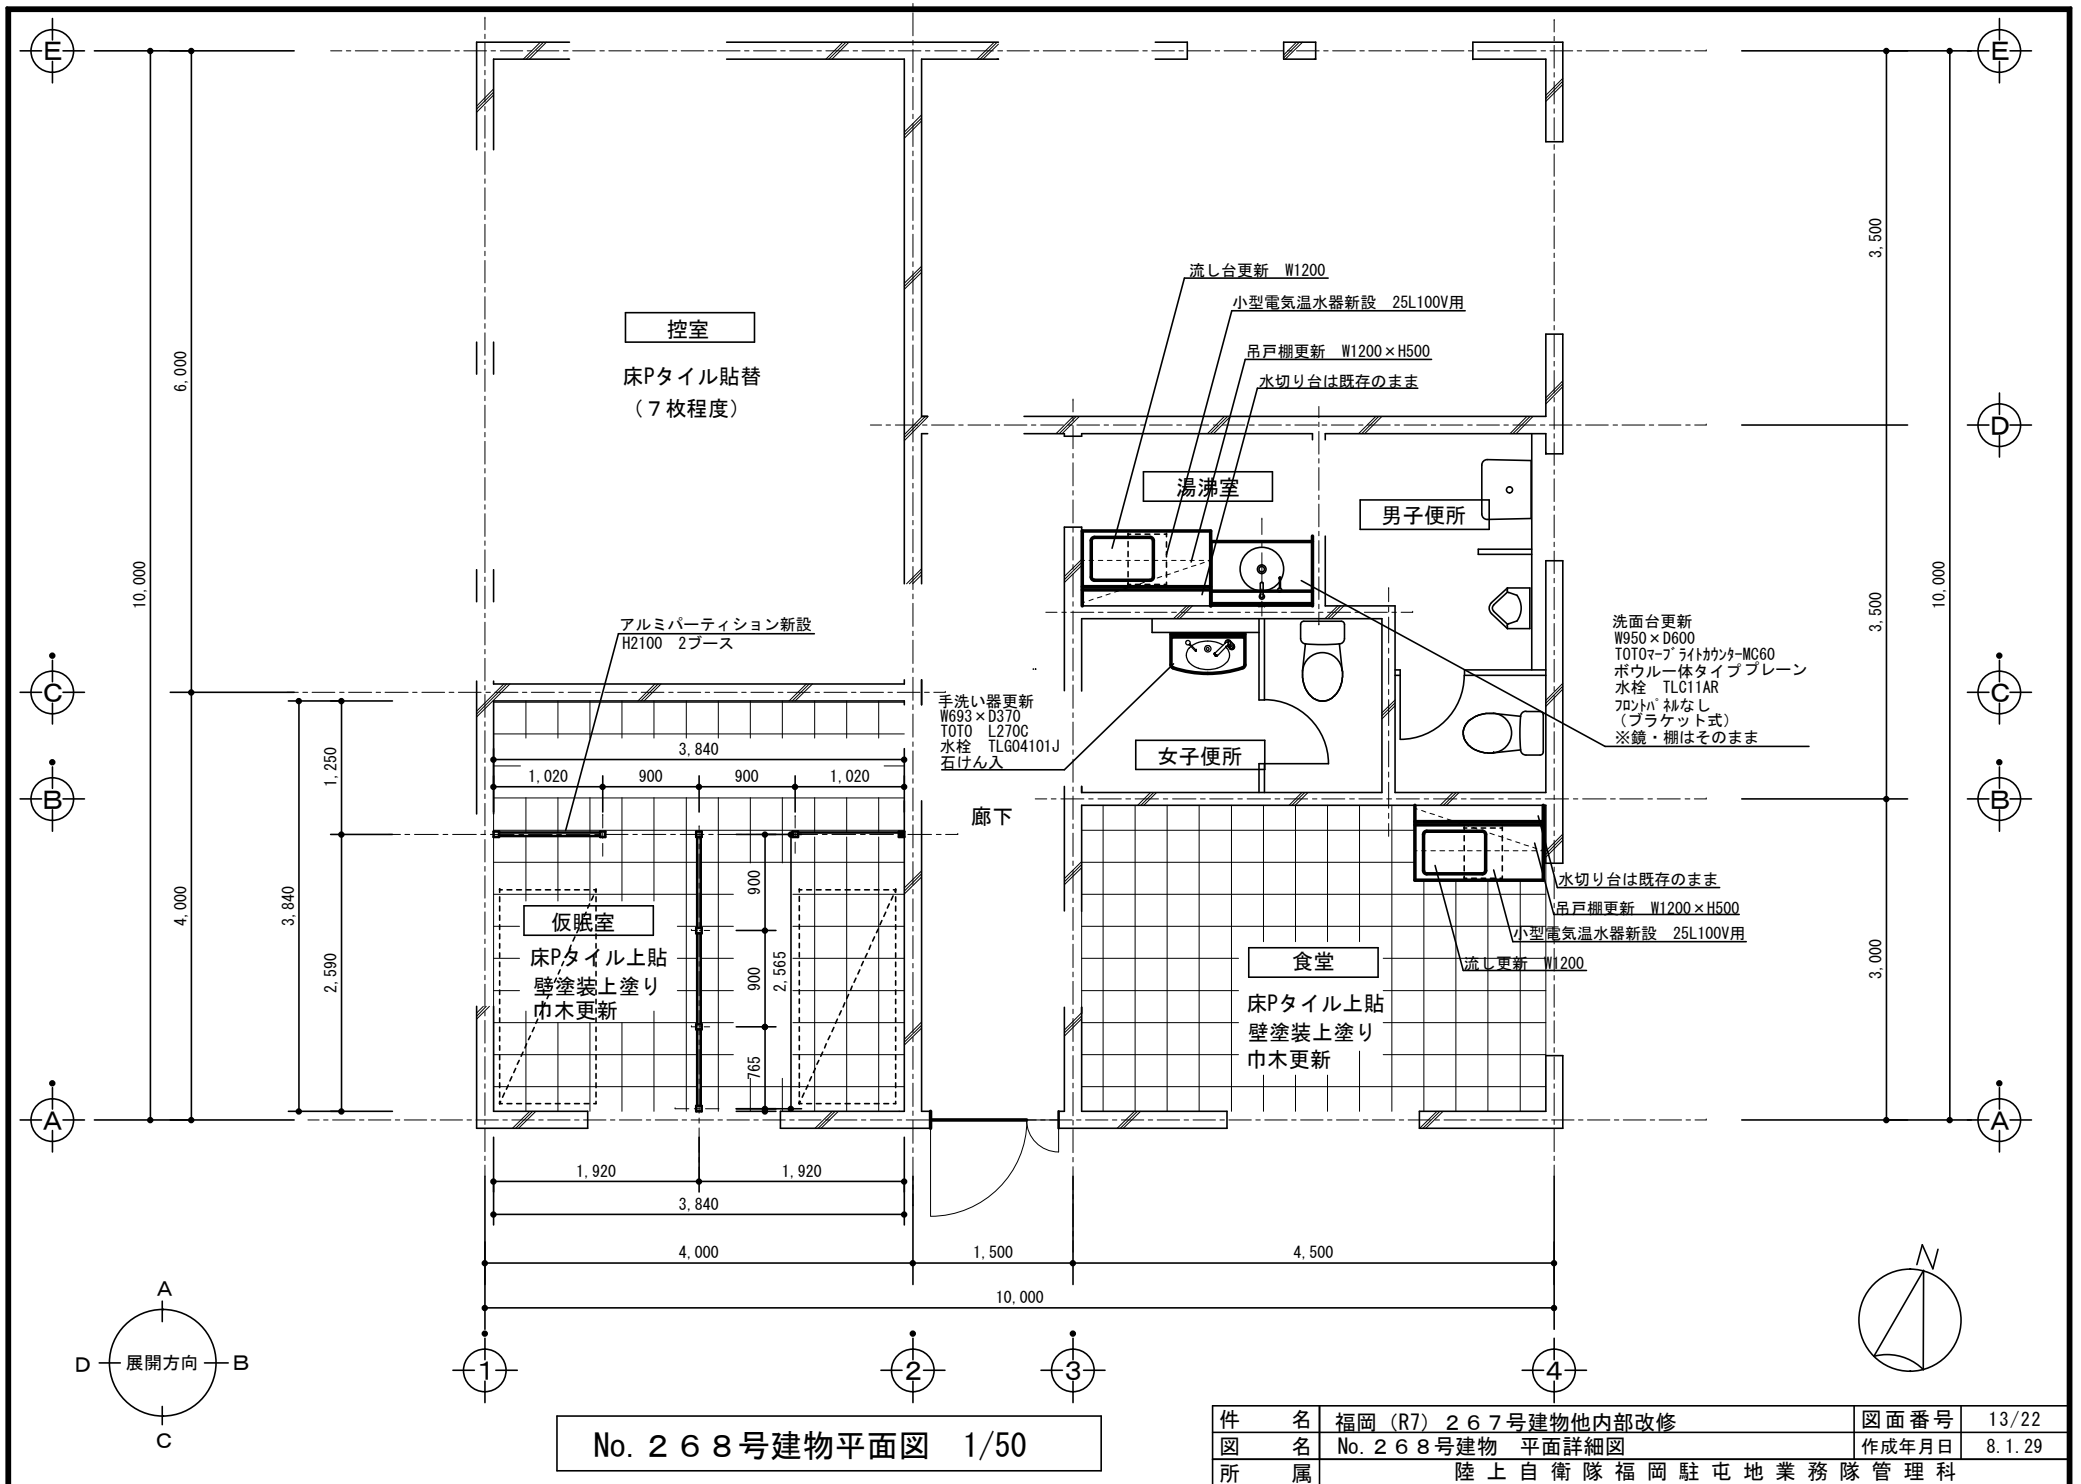 E
E
D
C
C
B
B
A
A
10,000
6,000
4,000
3,840
1,250
2,590
3,500
3,500
3,000
10,000
控室
床Pタイル貼替
（７枚程度）
流し台更新　W1200
小型電気温水器新設　25L100V用
吊戸棚更新　W1200×H500
水切り台は既存のまま
湯沸室
男子便所
アルミパーティション新設
H2100　2ブース
手洗い器更新
W693×D370
TOTO　L270C
水栓　TLG04101J
石けん入
洗面台更新
W950×D600
TOTOマーブライトカウンターMC60
ボウル一体タイププレーン
水栓　TLC11AR
フロントパネルなし
（ブラケット式）
※鏡・棚はそのまま
女子便所
廊下
3,840
1,020
900
900
1,020
900
900
765
2,565
仮眠室
床Pタイル上貼
壁塗装上塗り
巾木更新
食堂
床Pタイル上貼
壁塗装上塗り
巾木更新
水切り台は既存のまま
吊戸棚更新　W1200×H500
小型電気温水器新設　25L100V用
流し更新　W1200
1,920
1,920
3,840
4,000
1,500
4,500
10,000
1
2
3
4
A
D
展開方向
B
C
N
No.２６８号建物平面図　1/50
件名
福岡（R7）２６７号建物他内部改修
図面番号
13/22
図名
No.２６８号建物　平面詳細図
作成年月日
8.1.29
所属
陸上自衛隊福岡駐屯地業務隊管理科